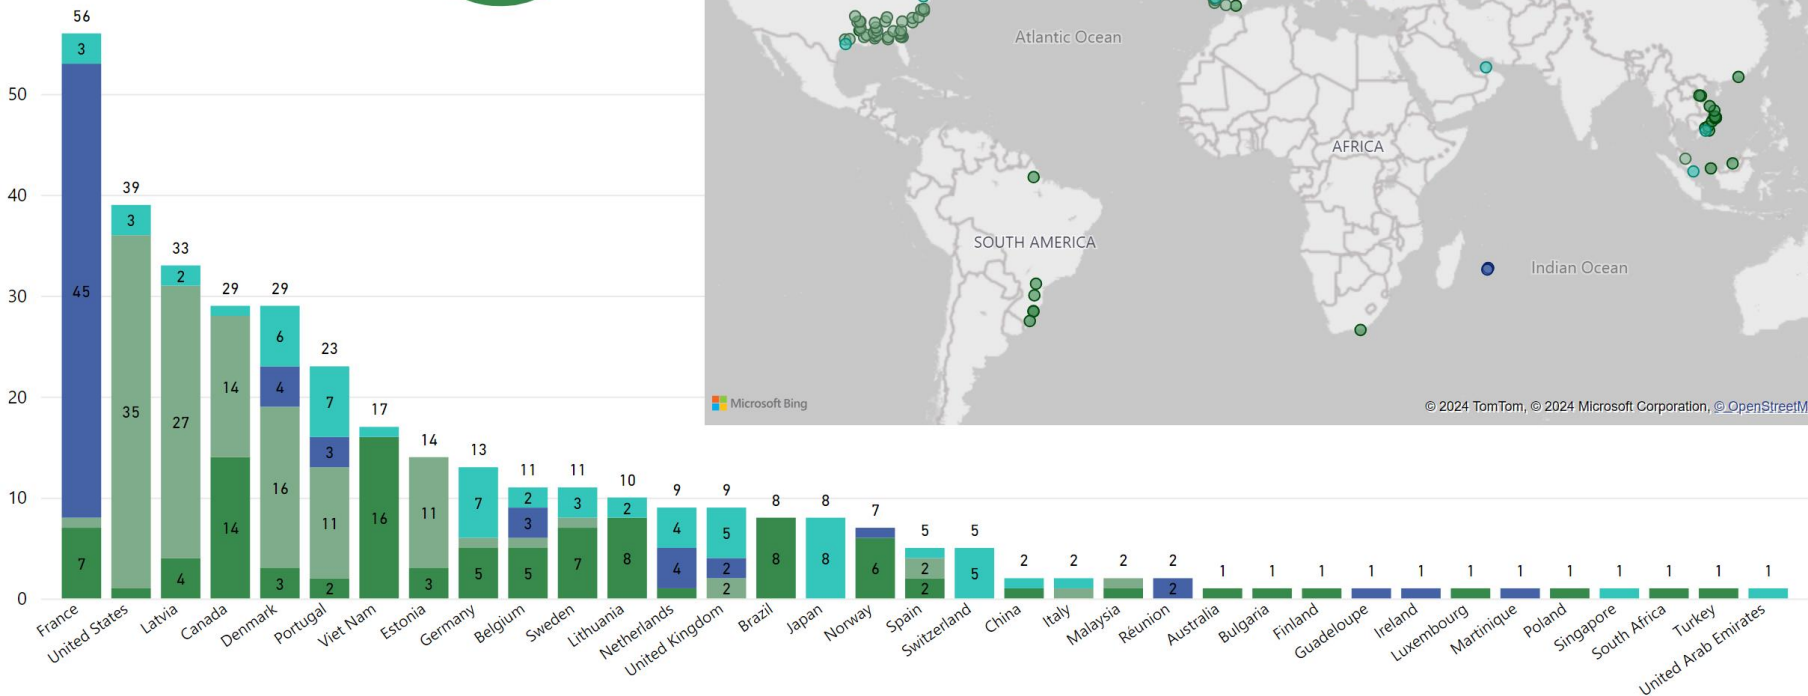 56
3
50
45
7
40
39
3
35
33
2
27
4
30
29
14
14
29
6
4
16
3
23
7
3
11
2
20
17
16
14
11
3
13
7
5
11
2
3
5
11
3
7
10
10
2
8
9
4
4
9
5
2
2
8
8
8
8
7
6
5
2
2
5
5
2
2
2
2
2
1
1
1
1
1
1
1
1
1
1
1
1
0
France
United States
Latvia
Canada
Denmark
Portugal
Viet Nam
Estonia
Germany
Belgium
Sweden
Lithuania
Netherlands
United Kingdom
Brazil
Japan
Norway
Spain
Switzerland
China
Italy
Malaysia
Réunion
Australia
Bulgaria
Finland
Guadeloupe
Ireland
Luxembourg
Martinique
Poland
Singapore
South Africa
Turkey
United Arab Emirates
Atlantic Ocean
AFRICA
SOUTH AMERICA
Indian Ocean
Microsoft Bing
© 2024 TomTom, © 2024 Microsoft Corporation, © OpenStreetM